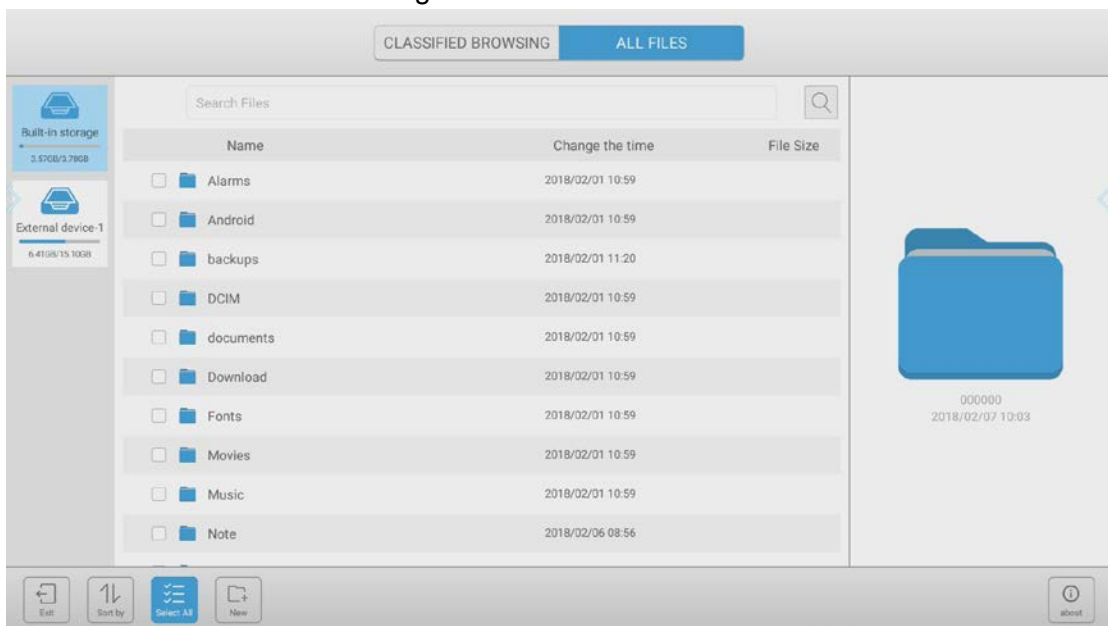 CLASSIFIED BROWSING ALL FILES
Search Files
Built-in storage
3.57GB/3.78GB
External device-1
6.41GB/15.10GB
Name Change the time File Size
Alarms 2018/02/01 10:59
Android 2018/02/01 10:59
backups 2018/02/01 11:20
DCIM 2018/02/01 10:59
documents 2018/02/01 10:59
Download 2018/02/01 10:59
Fonts 2018/02/01 10:59
Movies 2018/02/01 10:59
Music 2018/02/01 10:59
Note 2018/02/06 08:56
000000
2018/02/07 10:03
Exit Sort by Select All New about